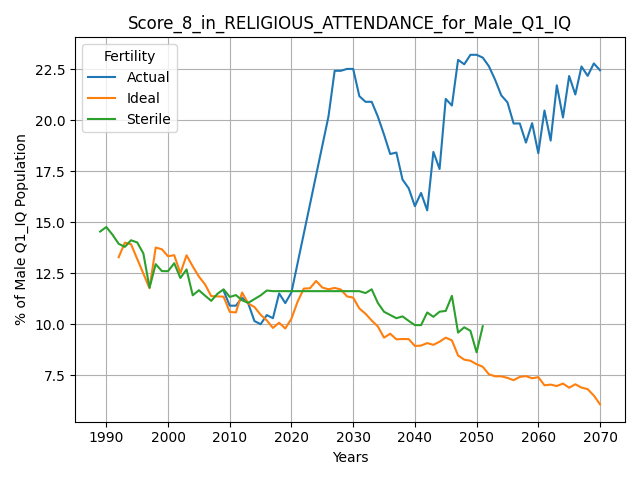 Score_8_in_RELIGIOUS_ATTENDANCE_for_Male_Q1_IQ
Fertility
Actual
Ideal
Sterile
% of Male Q1_IQ Population
22.5
20.0
17.5
15.0
12.5
10.0
7.5
1990 2000 2010 2020 2030 2040 2050 2060 2070
Years